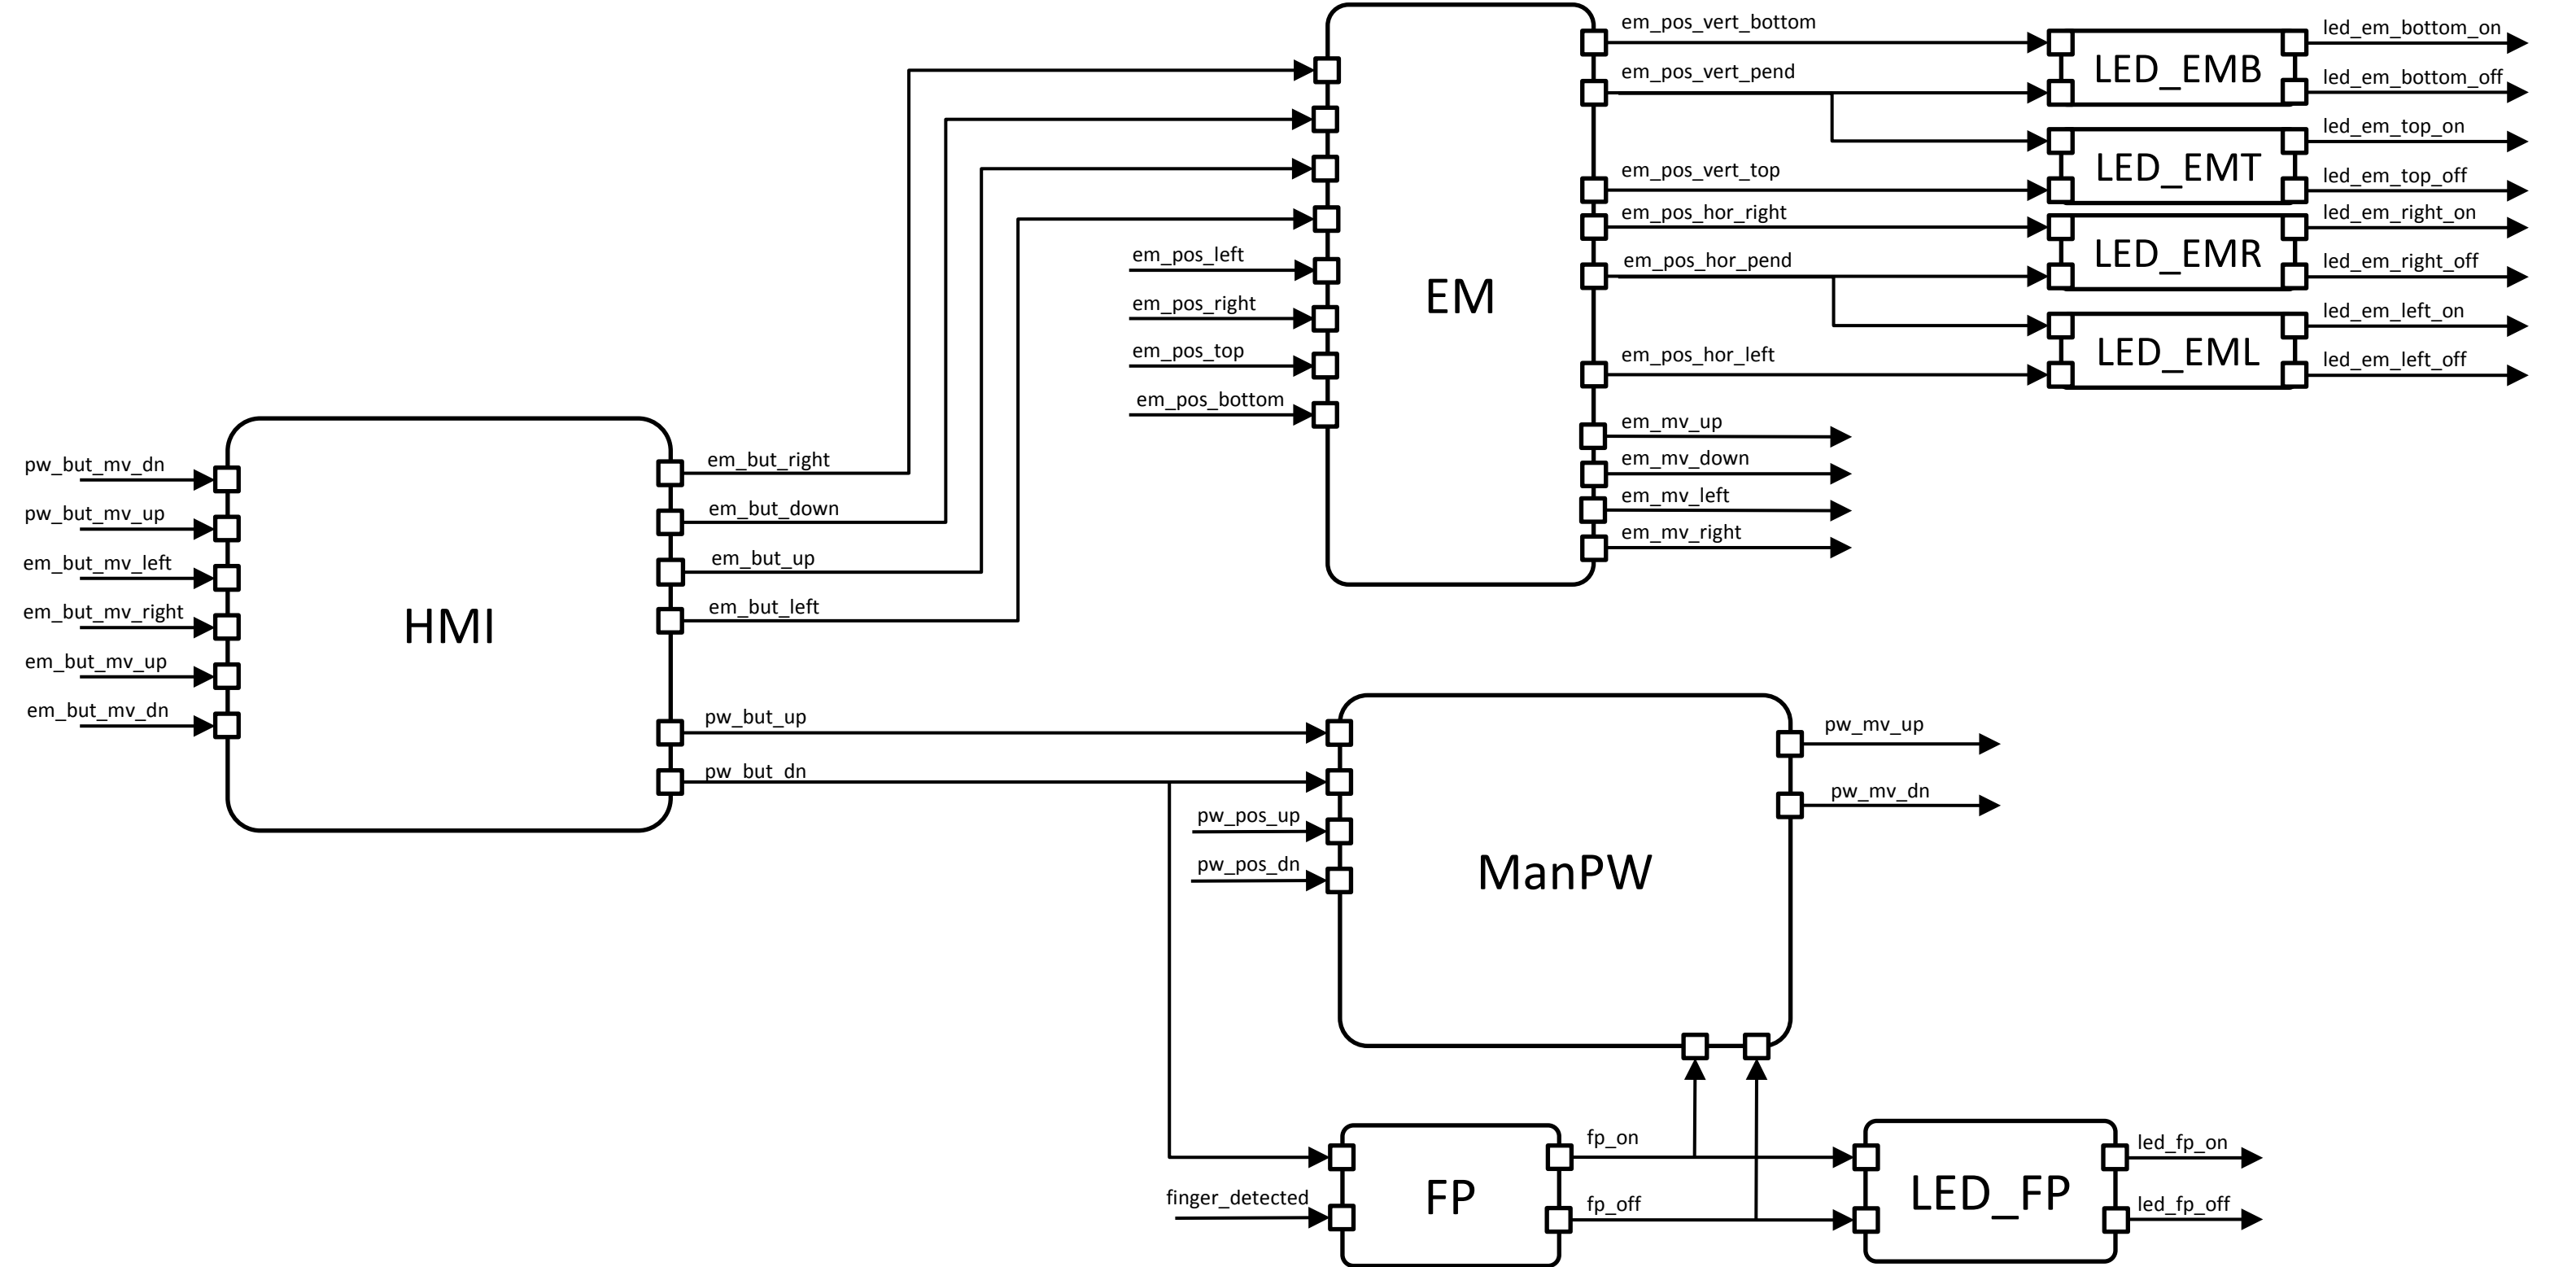 em_pos_vert_bottom
led_em_bottom_on
LED_EMB
em_pos_vert_pend
led_em_bottom_off
led_em_top_on
LED_EMT
em_pos_vert_top
led_em_top_off
em_pos_hor_right
led_em_right_on
LED_EMR
em_pos_left
em_pos_hor_pend
led_em_right_off
EM
em_pos_right
led_em_left_on
em_pos_top
em_pos_hor_left
LED_EML
led_em_left_off
em_pos_bottom
em_mv_up
em_mv_down
em_mv_left
em_mv_right
pw_but_mv_dn
pw_but_mv_up
em_but_mv_left
em_but_mv_right
em_but_mv_up
em_but_mv_dn
HMI
em_but_right
em_but_down
em_but_up
em_but_left
pw_but_up
pw_but_dn
pw_pos_up
pw_pos_dn
ManPW
pw_mv_up
pw_mv_dn
finger_detected
FP
fp_on
fp_off
LED_FP
led_fp_on
led_fp_off